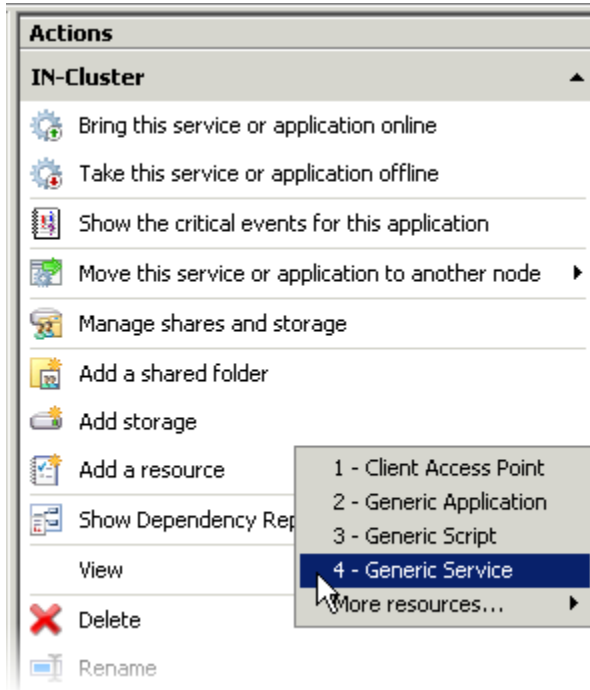 Actions
IN-Cluster
Bring this service or application online
Take this service or application offline
Show the critical events for this application
Move this service or application to another node
Manage shares and storage
Add a shared folder
Add storage
Add a resource
1 - Client Access Point
2 - Generic Application
3 - Generic Script
4 - Generic Service
More resources...
Show Dependency Rep
View
Delete
Rename